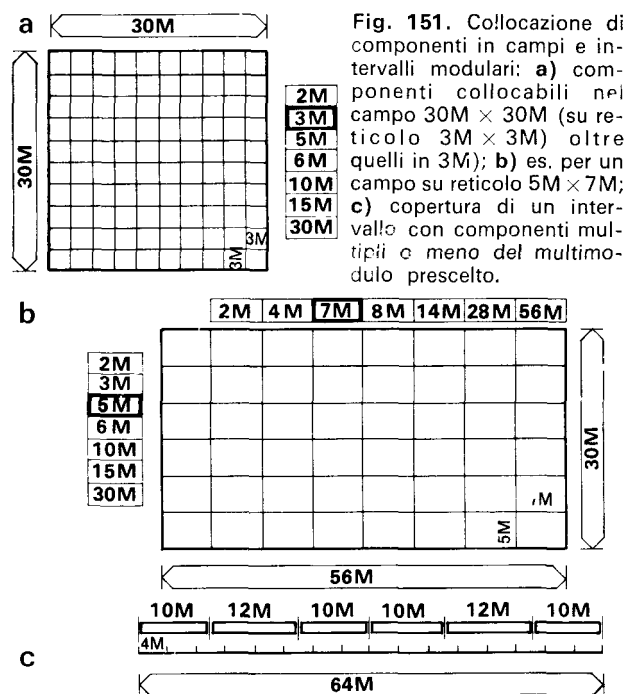 a
30M
30M
3M
3M
2M
3M
5M
6M
10M
15M
30M
Fig. 151. Collocazione di
componenti in campi e in-
tervalli modulari: a) com-
ponenti collocabili nel
campo 30M × 30M (su re-
ticolo 3M × 3M) oltre
quelli in 3M); b) es. per un
campo su reticolo 5M × 7M;
c) copertura di un inter-
vallo con componenti mul-
tipli o meno del multimo-
dulo prescelto.
b
2M 4M 7M 8M 14M 28M 56M
2M
3M
5M
6M
10M
15M
30M
M
5M
30M
56M
10M 12M 10M 10M 12M 10M
4M
c
64M